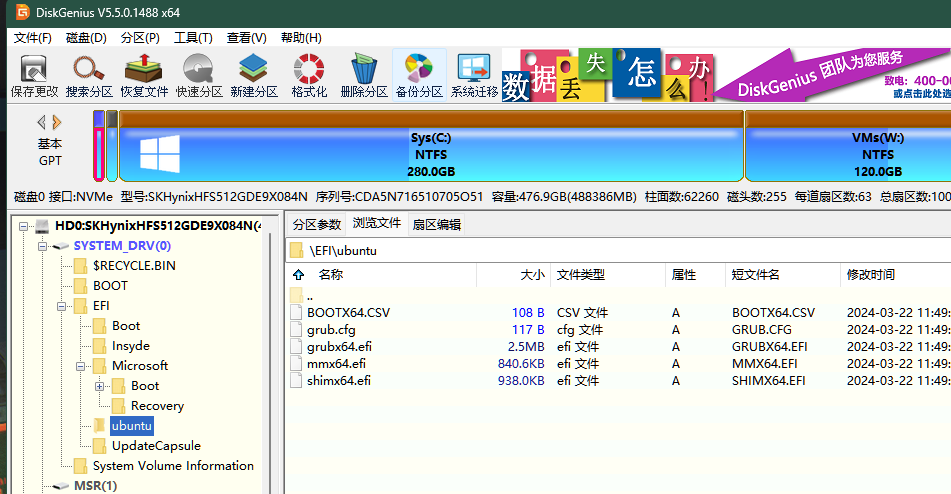 DiskGenius V5.5.0.1488 x64
文件(F) 磁盘(D) 分区(P) 工具(T) 查看(V) 帮助(H)
保存更改 搜索分区 恢复文件 快速分区 新建分区 格式化 删除分区 备份分区 系统迁移
数据丢失怎么办!
DiskGenius 团队为您服务
致电: 400-00
或点击此处选
基本
GPT
Sys(C:)
NTFS
280.0GB
VMs(W:)
NTFS
120.0GB
磁盘0 接口:NVMe 型号:SKHynixHFS512GDE9X084N 序列号:CDA5N716510705O51 容量:476.9GB(488386MB) 柱面数:62260 磁头数:255 每道扇区数:63 总扇区数:100
HD0:SKHynixHFS512GDE9X084N(4
SYSTEM_DRV(0)
$RECYCLE.BIN
BOOT
EFI
Boot
Insyde
Microsoft
Boot
Recovery
ubuntu
UpdateCapsule
System Volume Information
MSR(1)
分区参数 浏览文件 扇区编辑
\EFI\ubuntu
名称 大小 文件类型 属性 短文件名 修改时间
..
BOOTX64.CSV 108 B CSV 文件 A BOOTX64.CSV 2024-03-22 11:49:
grub.cfg 117 B cfg 文件 A GRUB.CFG 2024-03-22 11:49:
grubx64.efi 2.5MB efi 文件 A GRUBX64.EFI 2024-03-22 11:49:
mmx64.efi 840.6KB efi 文件 A MMX64.EFI 2024-03-22 11:49:
shimx64.efi 938.0KB efi 文件 A SHIMX64.EFI 2024-03-22 11:49: